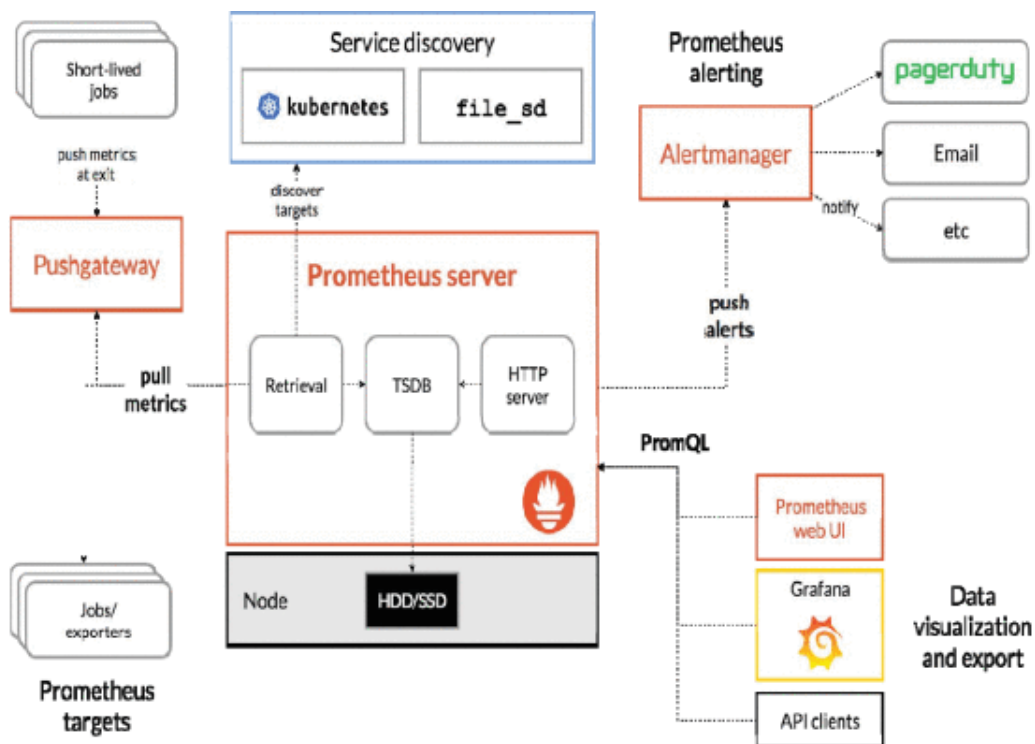 Short-lived
jobs
push metrics
at exit
Pushgateway
pull
metrics
Jobs/
exporters
Prometheus
targets
Service discovery
kubernetes
file_sd
discover
targets
Prometheus server
Retrieval
TSDB
HTTP
server
Node
HDD/SSD
Prometheus
alerting
Alertmanager
pagerduty
Email
notify
etc
push
alerts
PromQL
Prometheus
web UI
Grafana
API clients
Data
visualization
and export